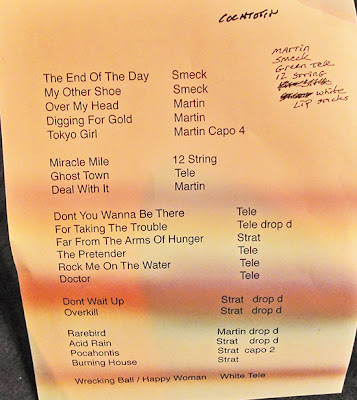 MARTIN
SMECK
Green Tele
12 String
white
Lip sticks
The End Of The Day Smeck
My Other Shoe Smeck
Over My Head Martin
Digging For Gold Martin
Tokyo Girl Martin Capo 4
Miracle Mile 12 String
Ghost Town Tele
Deal With It Martin
Dont You Wanna Be There Tele
For Taking The Trouble Tele drop d
Far From The Arms Of Hunger Strat
The Pretender Tele
Rock Me On The Water Tele
Doctor Tele
Dont Wait Up Strat drop d
Overkill Strat drop d
Rarebird Martin drop d
Acid Rain Strat drop d
Pocahontis Strat capo 2
Burning House Strat
Wrecking Ball / Happy Woman White Tele